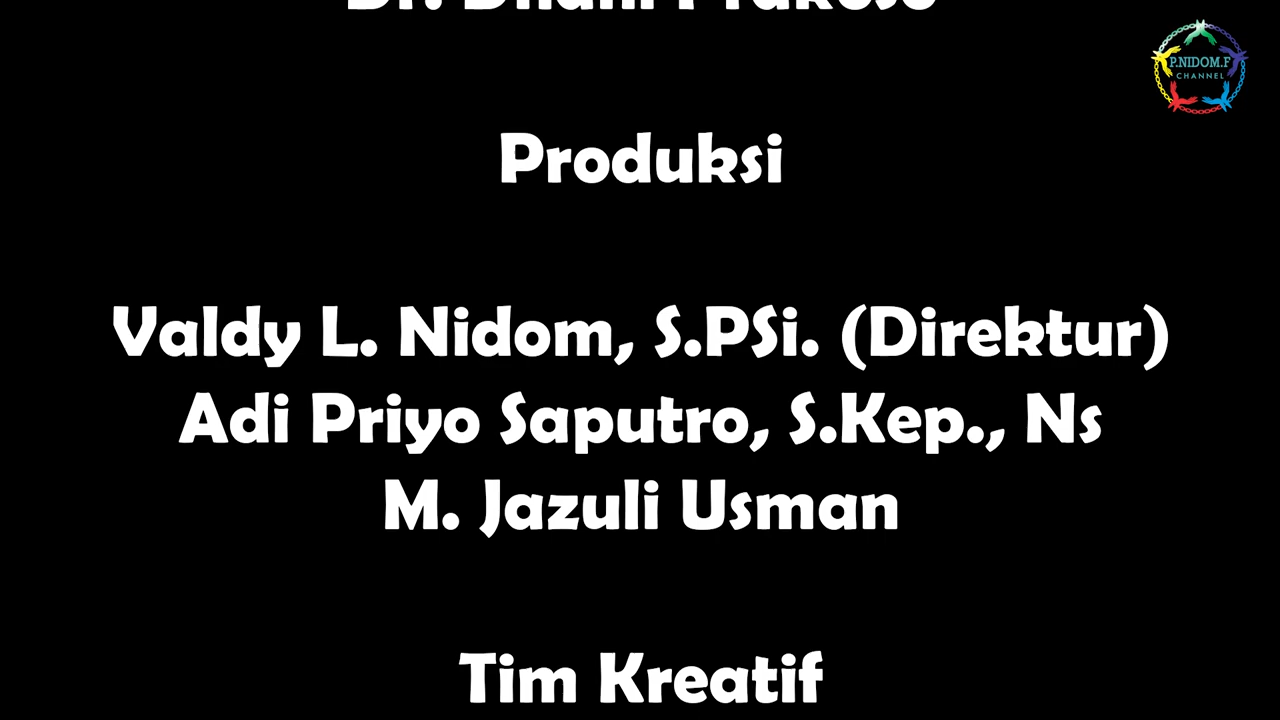 Produksi
Valdy L. Nidom, S.PSi. (Direktur)
Adi Priyo Saputro, S.Kep., Ns
M. Jazuli Usman
Tim Kreatif
P.NIDOM.F
CHANNEL